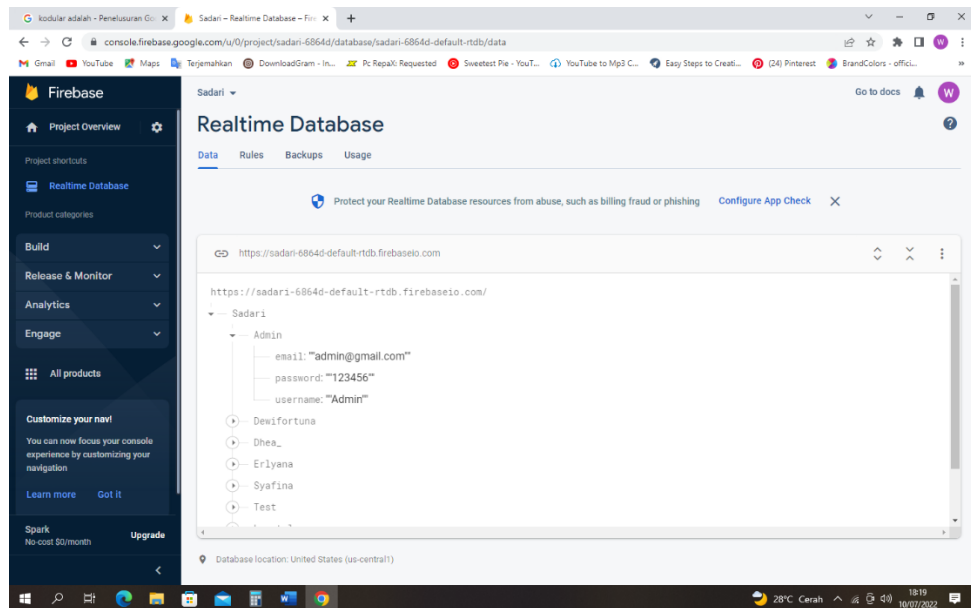 kodular adalah - Penelusuran Go
Sadari – Realtime Database – Fire
console.firebase.google.com/u/0/project/sadari-6864d/database/sadari-6864d-default-rtdb/data
Gmail YouTube Maps Terjemahkan DownloadGram - In... Pc RepaX: Requested Sweetest Pie - YouT... YouTube to Mp3 C... Easy Steps to Creati... (24) Pinterest BrandColors - offici...
Firebase
Sadari
Go to docs
W
Project Overview
Realtime Database
Data Rules Backups Usage
Project shortcuts
Realtime Database
Product categories
Protect your Realtime Database resources from abuse, such as billing fraud or phishing Configure App Check
Build
Release & Monitor
Analytics
Engage
All products
Customize your nav!
You can now focus your console
experience by customizing your
navigation
Learn more Got it
Spark
No-cost $0/month
Upgrade
https://sadari-6864d-default-rtdb.firebaseio.com
https://sadari-6864d-default-rtdb.firebaseio.com/
Sadari
Admin
email: ""admin@gmail.com""
password: ""123456""
username: ""Admin""
Dewifortuna
Dhea_
Erlyana
Syafina
Test
Database location: United States (us-central1)
28°C Cerah
18:19
10/07/2022